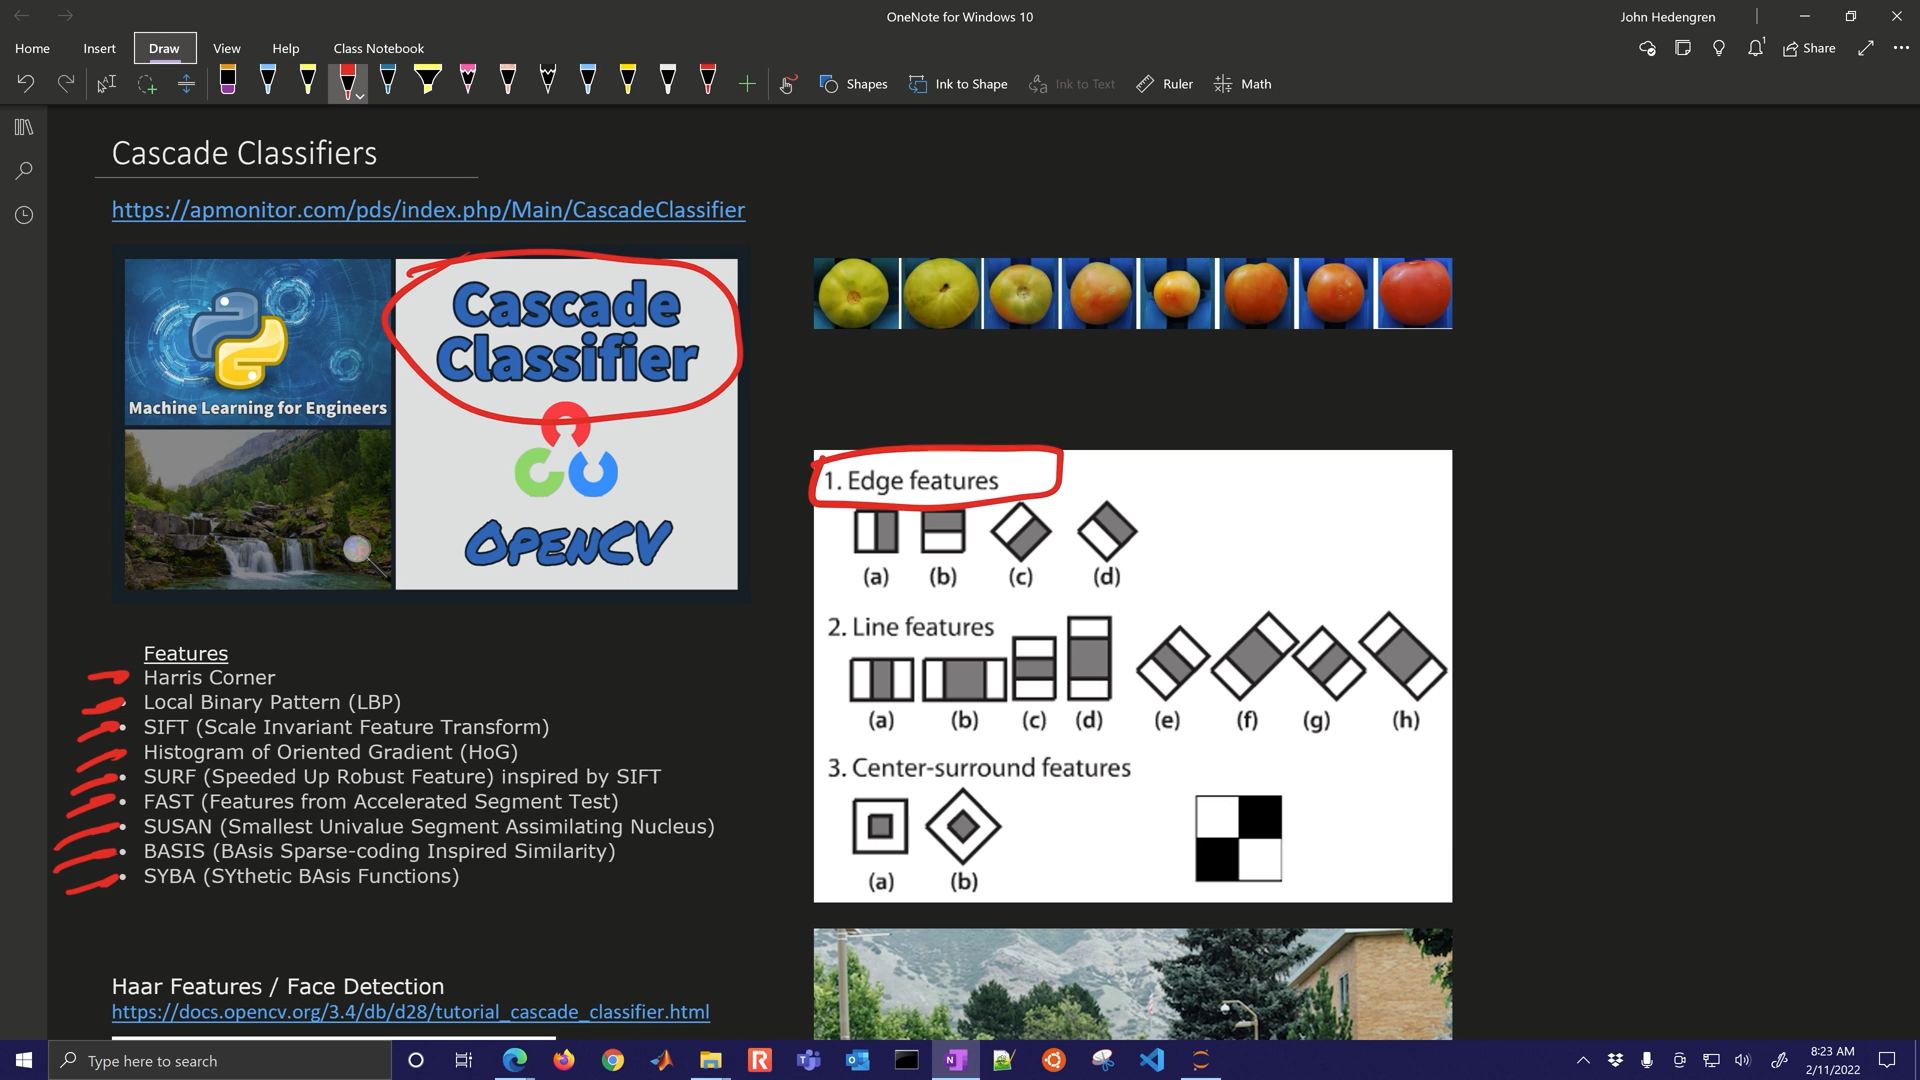 OneNote for Windows 10
John Hedengren
Home Insert Draw View Help Class Notebook
1
Share
Shapes Ink to Shape Ink to Text Ruler Math
Cascade Classifiers
https://apmonitor.com/pds/index.php/Main/CascadeClassifier
Machine Learning for Engineers
Cascade
Classifier
OPENCV
Features
Harris Corner
Local Binary Pattern (LBP)
SIFT (Scale Invariant Feature Transform)
Histogram of Oriented Gradient (HoG)
SURF (Speeded Up Robust Feature) inspired by SIFT
FAST (Features from Accelerated Segment Test)
SUSAN (Smallest Univalue Segment Assimilating Nucleus)
BASIS (BAsis Sparse-coding Inspired Similarity)
SYBA (SYthetic BAsis Functions)
Haar Features / Face Detection
https://docs.opencv.org/3.4/db/d28/tutorial_cascade_classifier.html
1. Edge features
(a) (b) (c) (d)
2. Line features
(a) (b) (c) (d) (e) (f) (g) (h)
3. Center-surround features
(a) (b)
Type here to search
8:23 AM
2/11/2022